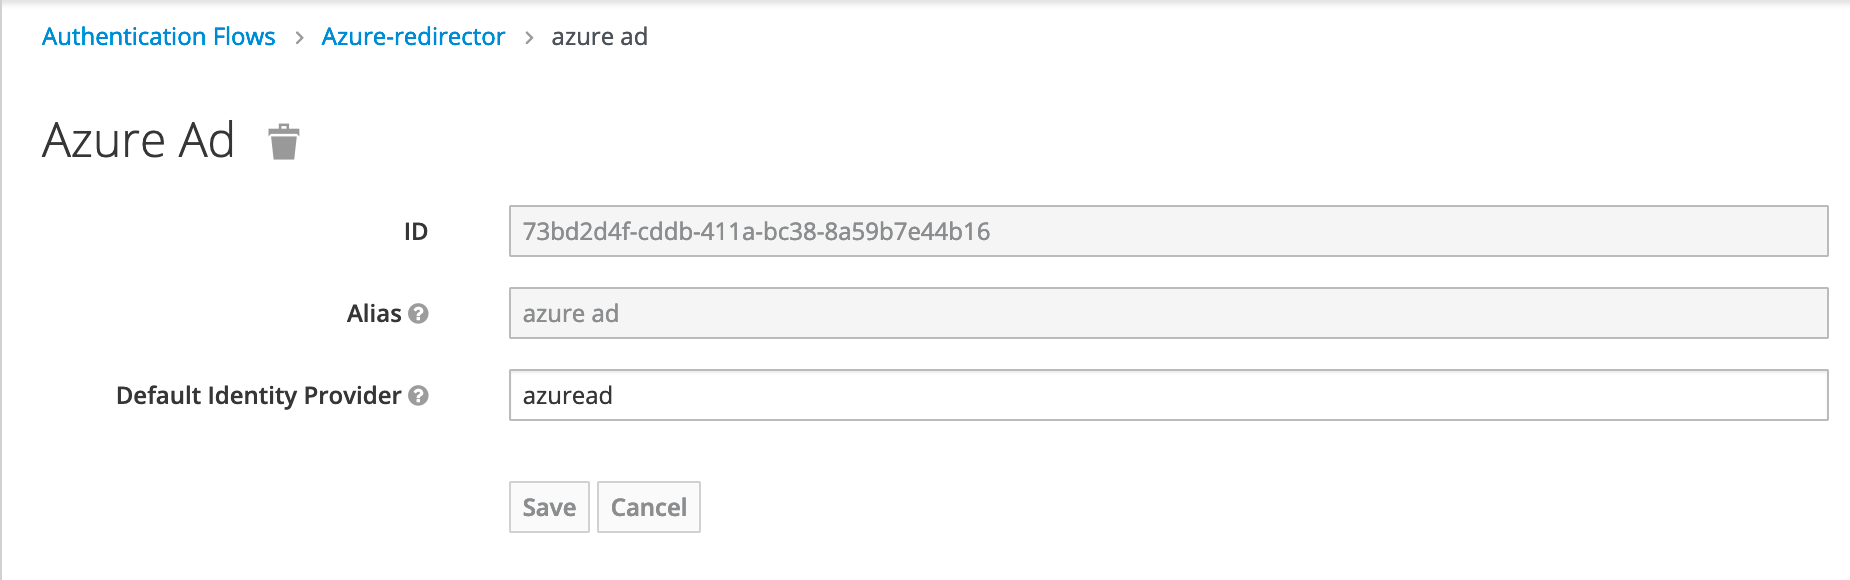 Authentication Flows > Azure-redirector > azure ad
Azure Ad
ID 73bd2d4f-cddb-411a-bc38-8a59b7e44b16
Alias ? azure ad
Default Identity Provider ? azuread
Save Cancel